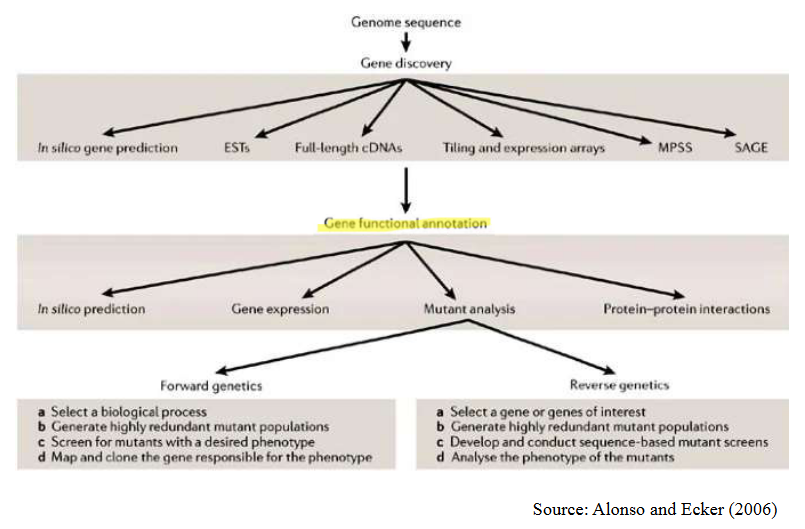 Genome sequence
Gene discovery
In silico gene prediction ESTs Full-length cDNAs Tiling and expression arrays MPSS SAGE
Gene functional annotation
In silico prediction Gene expression Mutant analysis Protein–protein interactions
Forward genetics
a Select a biological process
b Generate highly redundant mutant populations
c Screen for mutants with a desired phenotype
d Map and clone the gene responsible for the phenotype
Reverse genetics
a Select a gene or genes of interest
b Generate highly redundant mutant populations
c Develop and conduct sequence-based mutant screens
d Analyse the phenotype of the mutants
Source: Alonso and Ecker (2006)